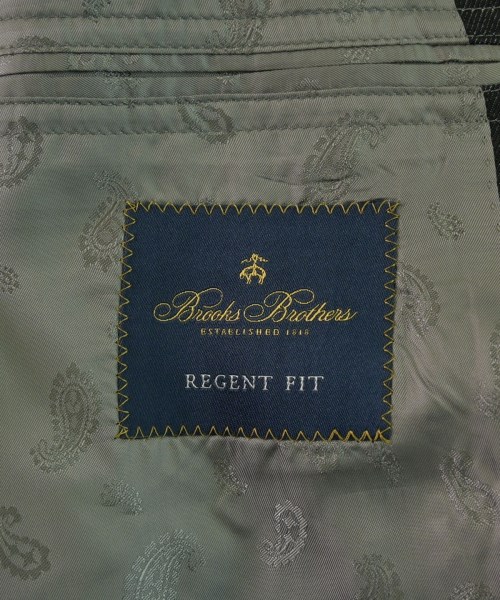 Brooks Brothers
ESTABLISHED 1818
REGENT FIT